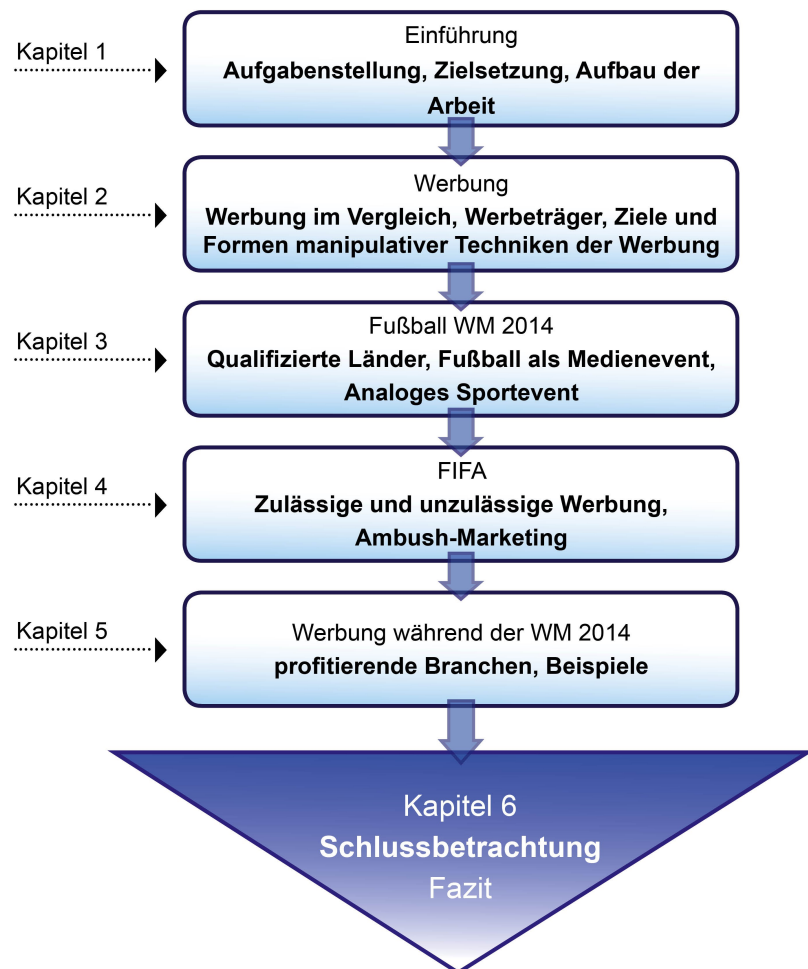 Kapitel 1
Einführung
Aufgabenstellung, Zielsetzung, Aufbau der
Arbeit
Kapitel 2
Werbung
Werbung im Vergleich, Werbeträger, Ziele und
Formen manipulativer Techniken der Werbung
Kapitel 3
Fußball WM 2014
Qualifizierte Länder, Fußball als Medienevent,
Analoges Sportevent
Kapitel 4
FIFA
Zulässige und unzulässige Werbung,
Ambush-Marketing
Kapitel 5
Werbung während der WM 2014
profitierende Branchen, Beispiele
Kapitel 6
Schlussbetrachtung
Fazit